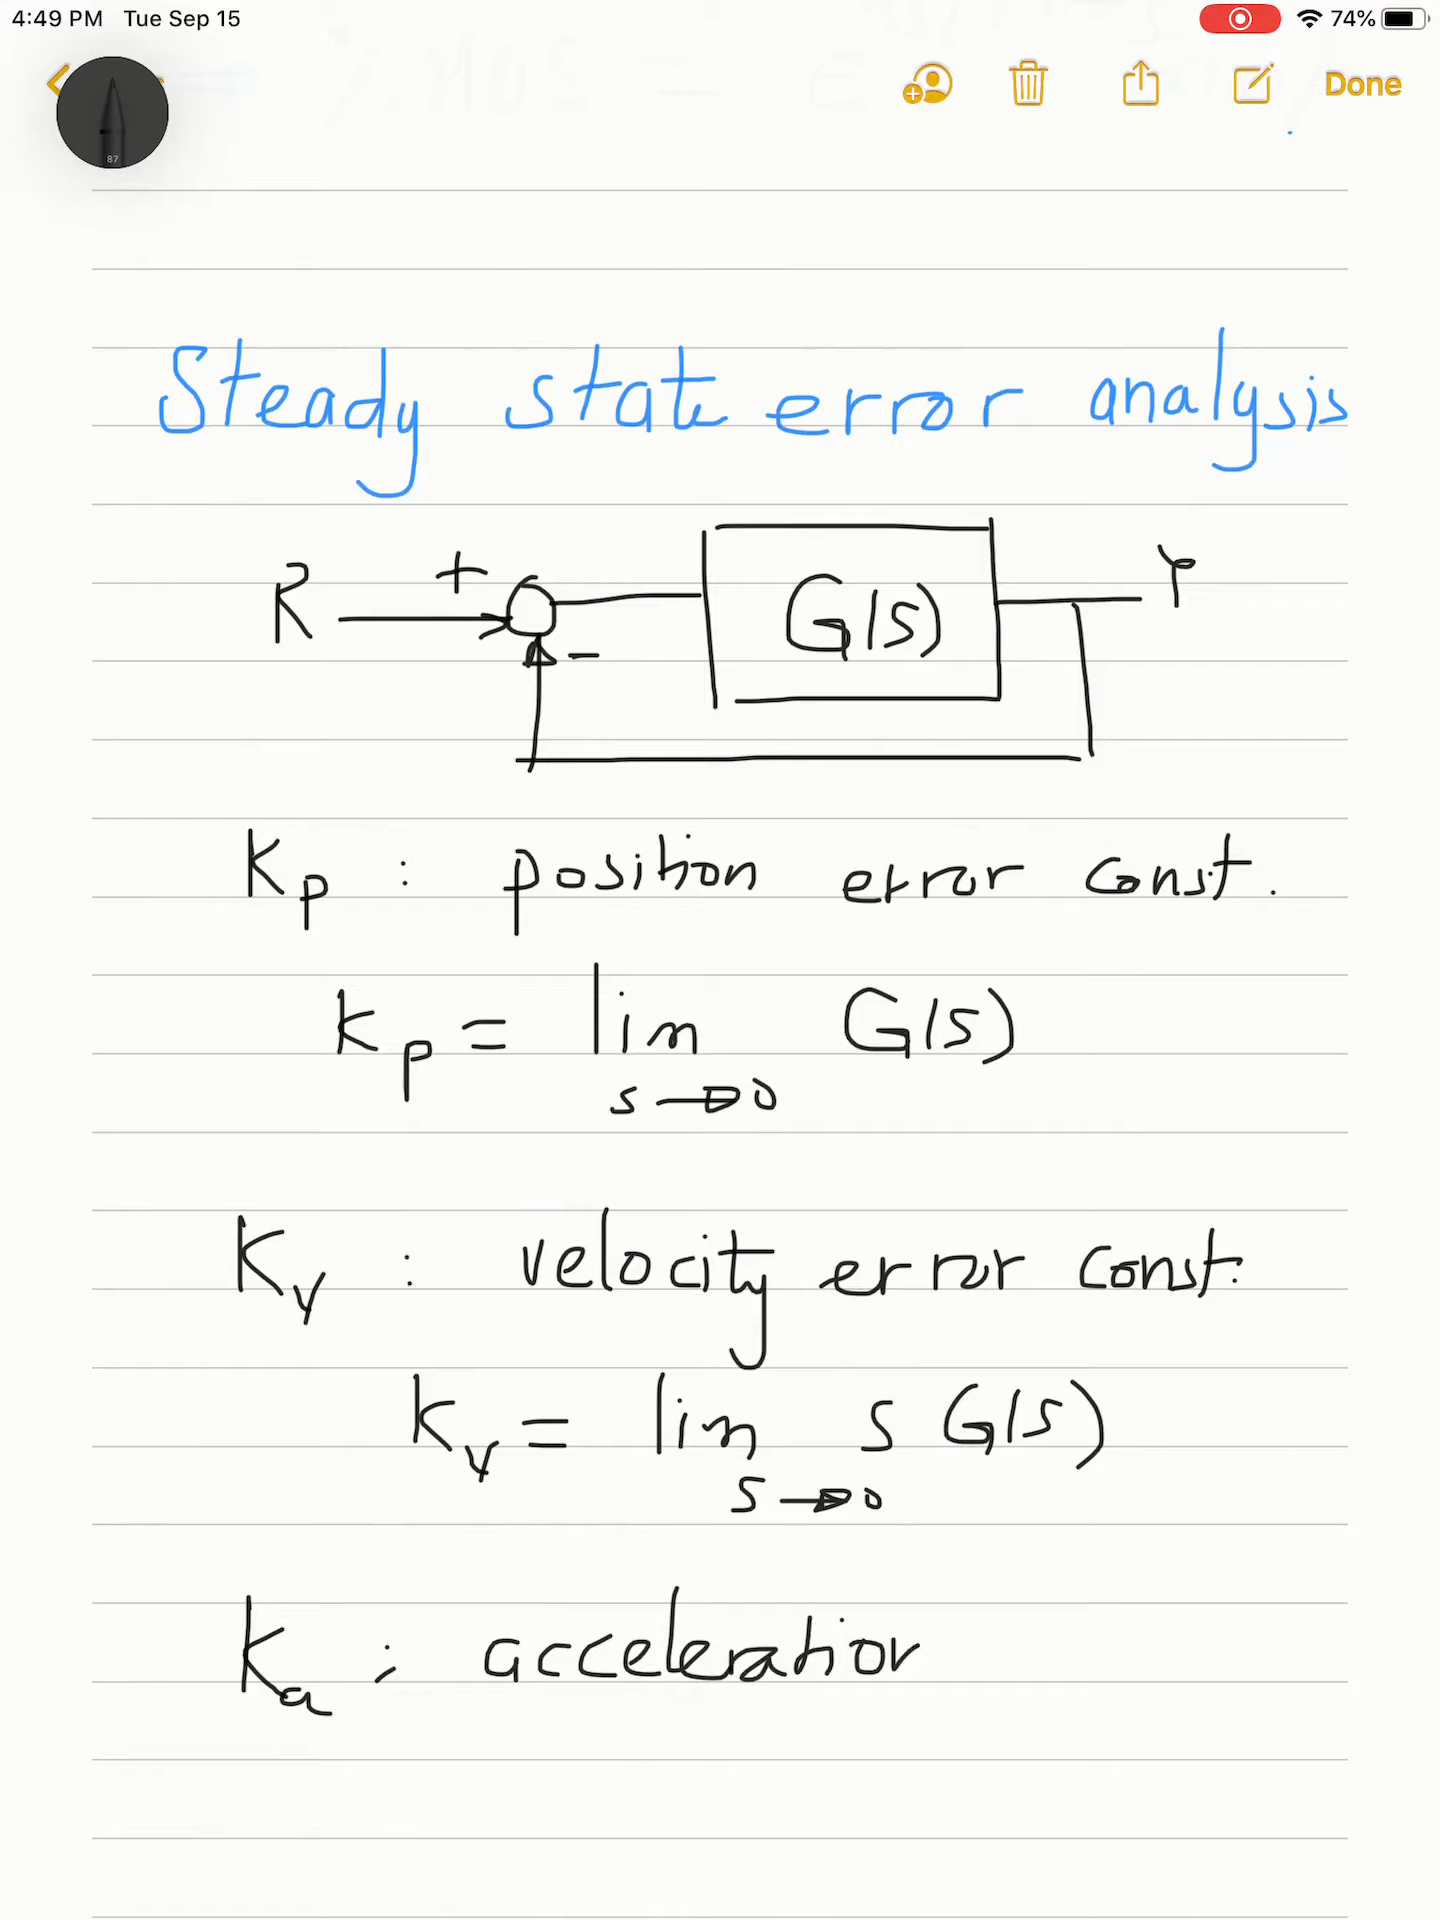 4:49 PM Tue Sep 15 74%
Done
87
Steady state error analysis
R + - G(s) Y
Kp : position error const.
Kp = lim G(s)
s→0
Kv : velocity error const.
Kv = lim s G(s)
s→0
Ka : acceleration